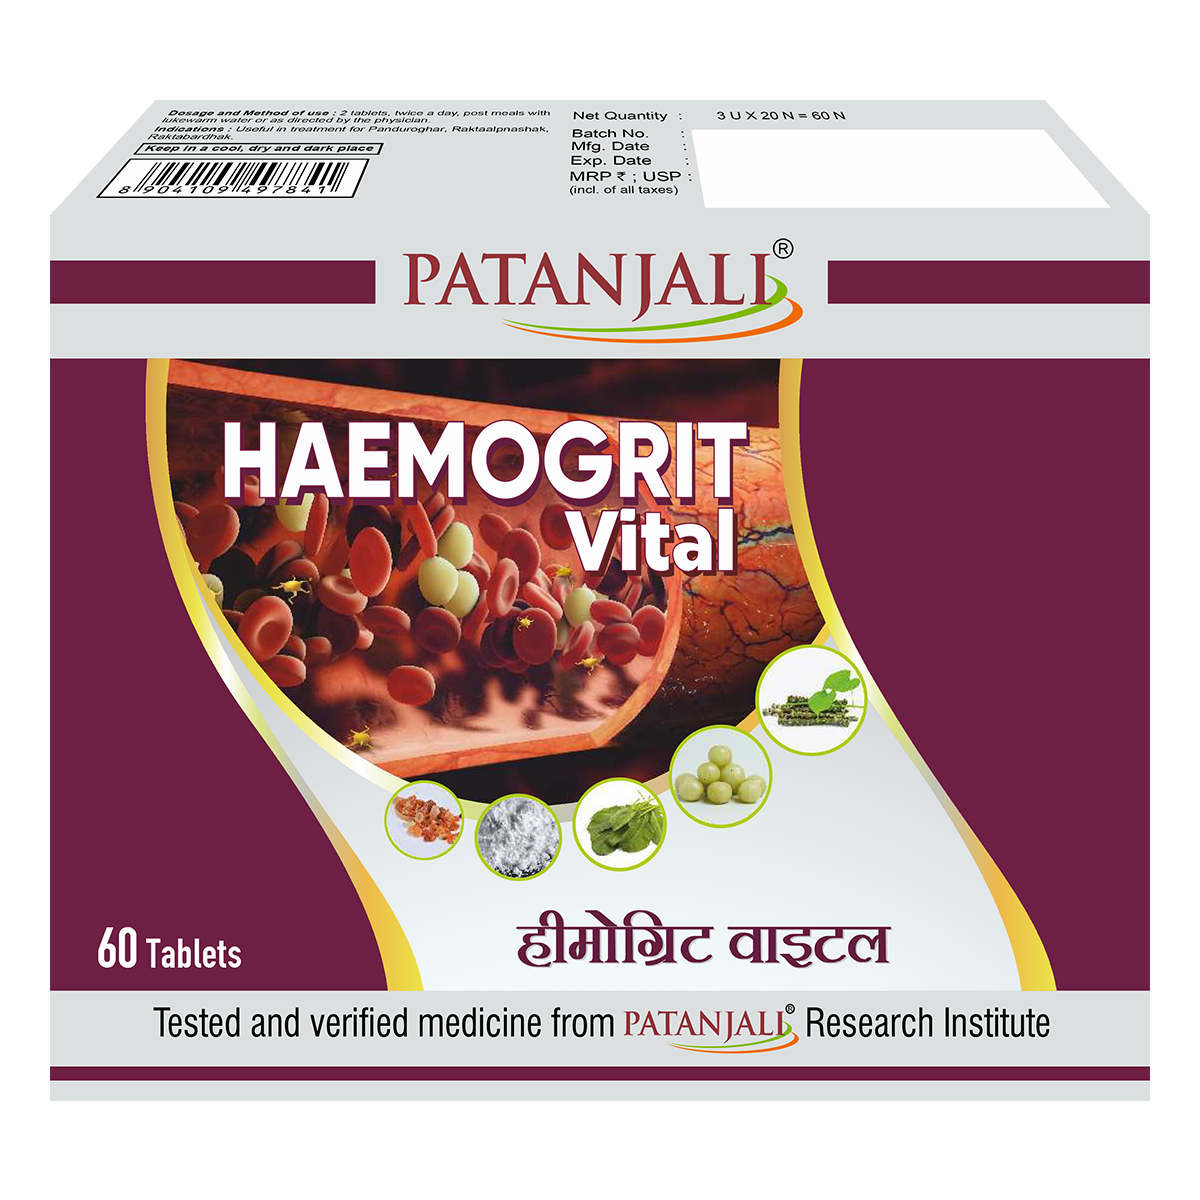 Dosage and Method of use : 2 tablets, twice a day, post meals with
lukewarm water or as directed by the physician.
Indications : Useful in treatment for Panduroghar, Raktaalpnashak,
Raktabardhak.
Keep in a cool, dry and dark place
8904109497841
Net Quantity : 3 U X 20 N = 60 N
Batch No. :
Mfg. Date :
Exp. Date :
MRP ₹ ; USP :
(incl. of all taxes)
PATANJALI®
HAEMOGRIT
Vital
हीमोग्रिट वाइटल
60 Tablets
Tested and verified medicine from PATANJALI® Research Institute